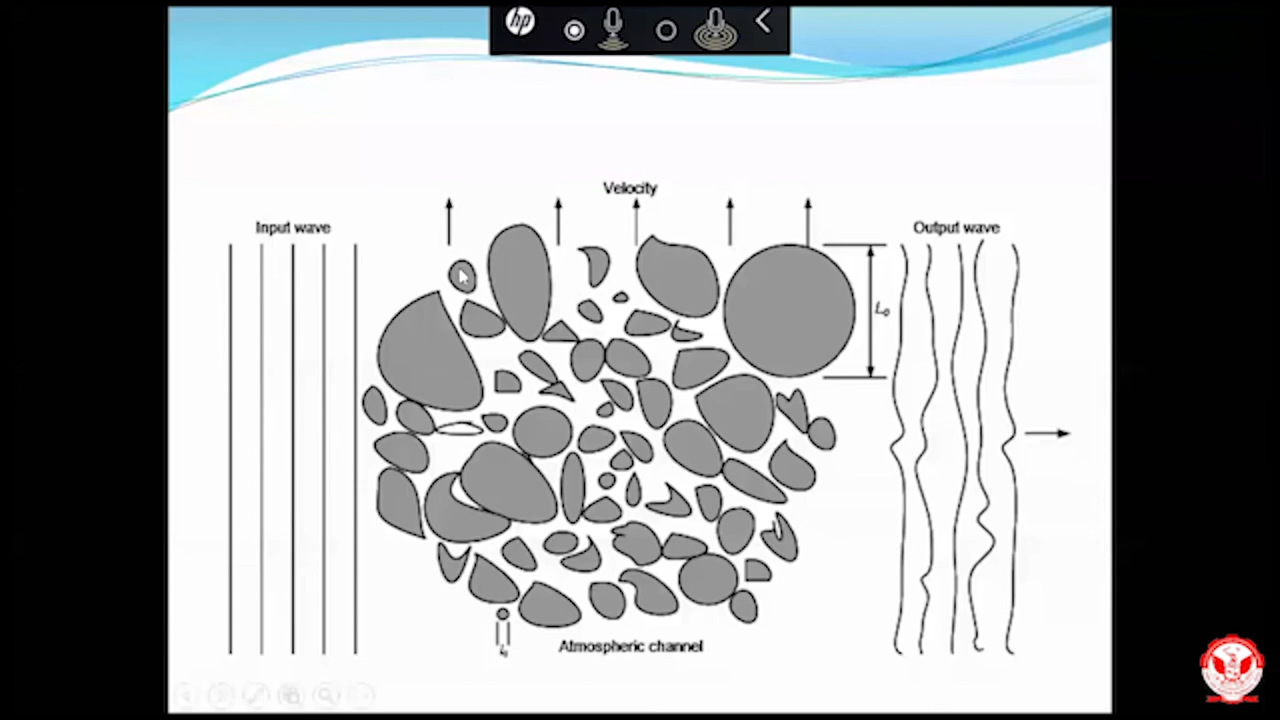 hp
Velocity
Input wave
Output wave
L0
l0
Atmospheric channel